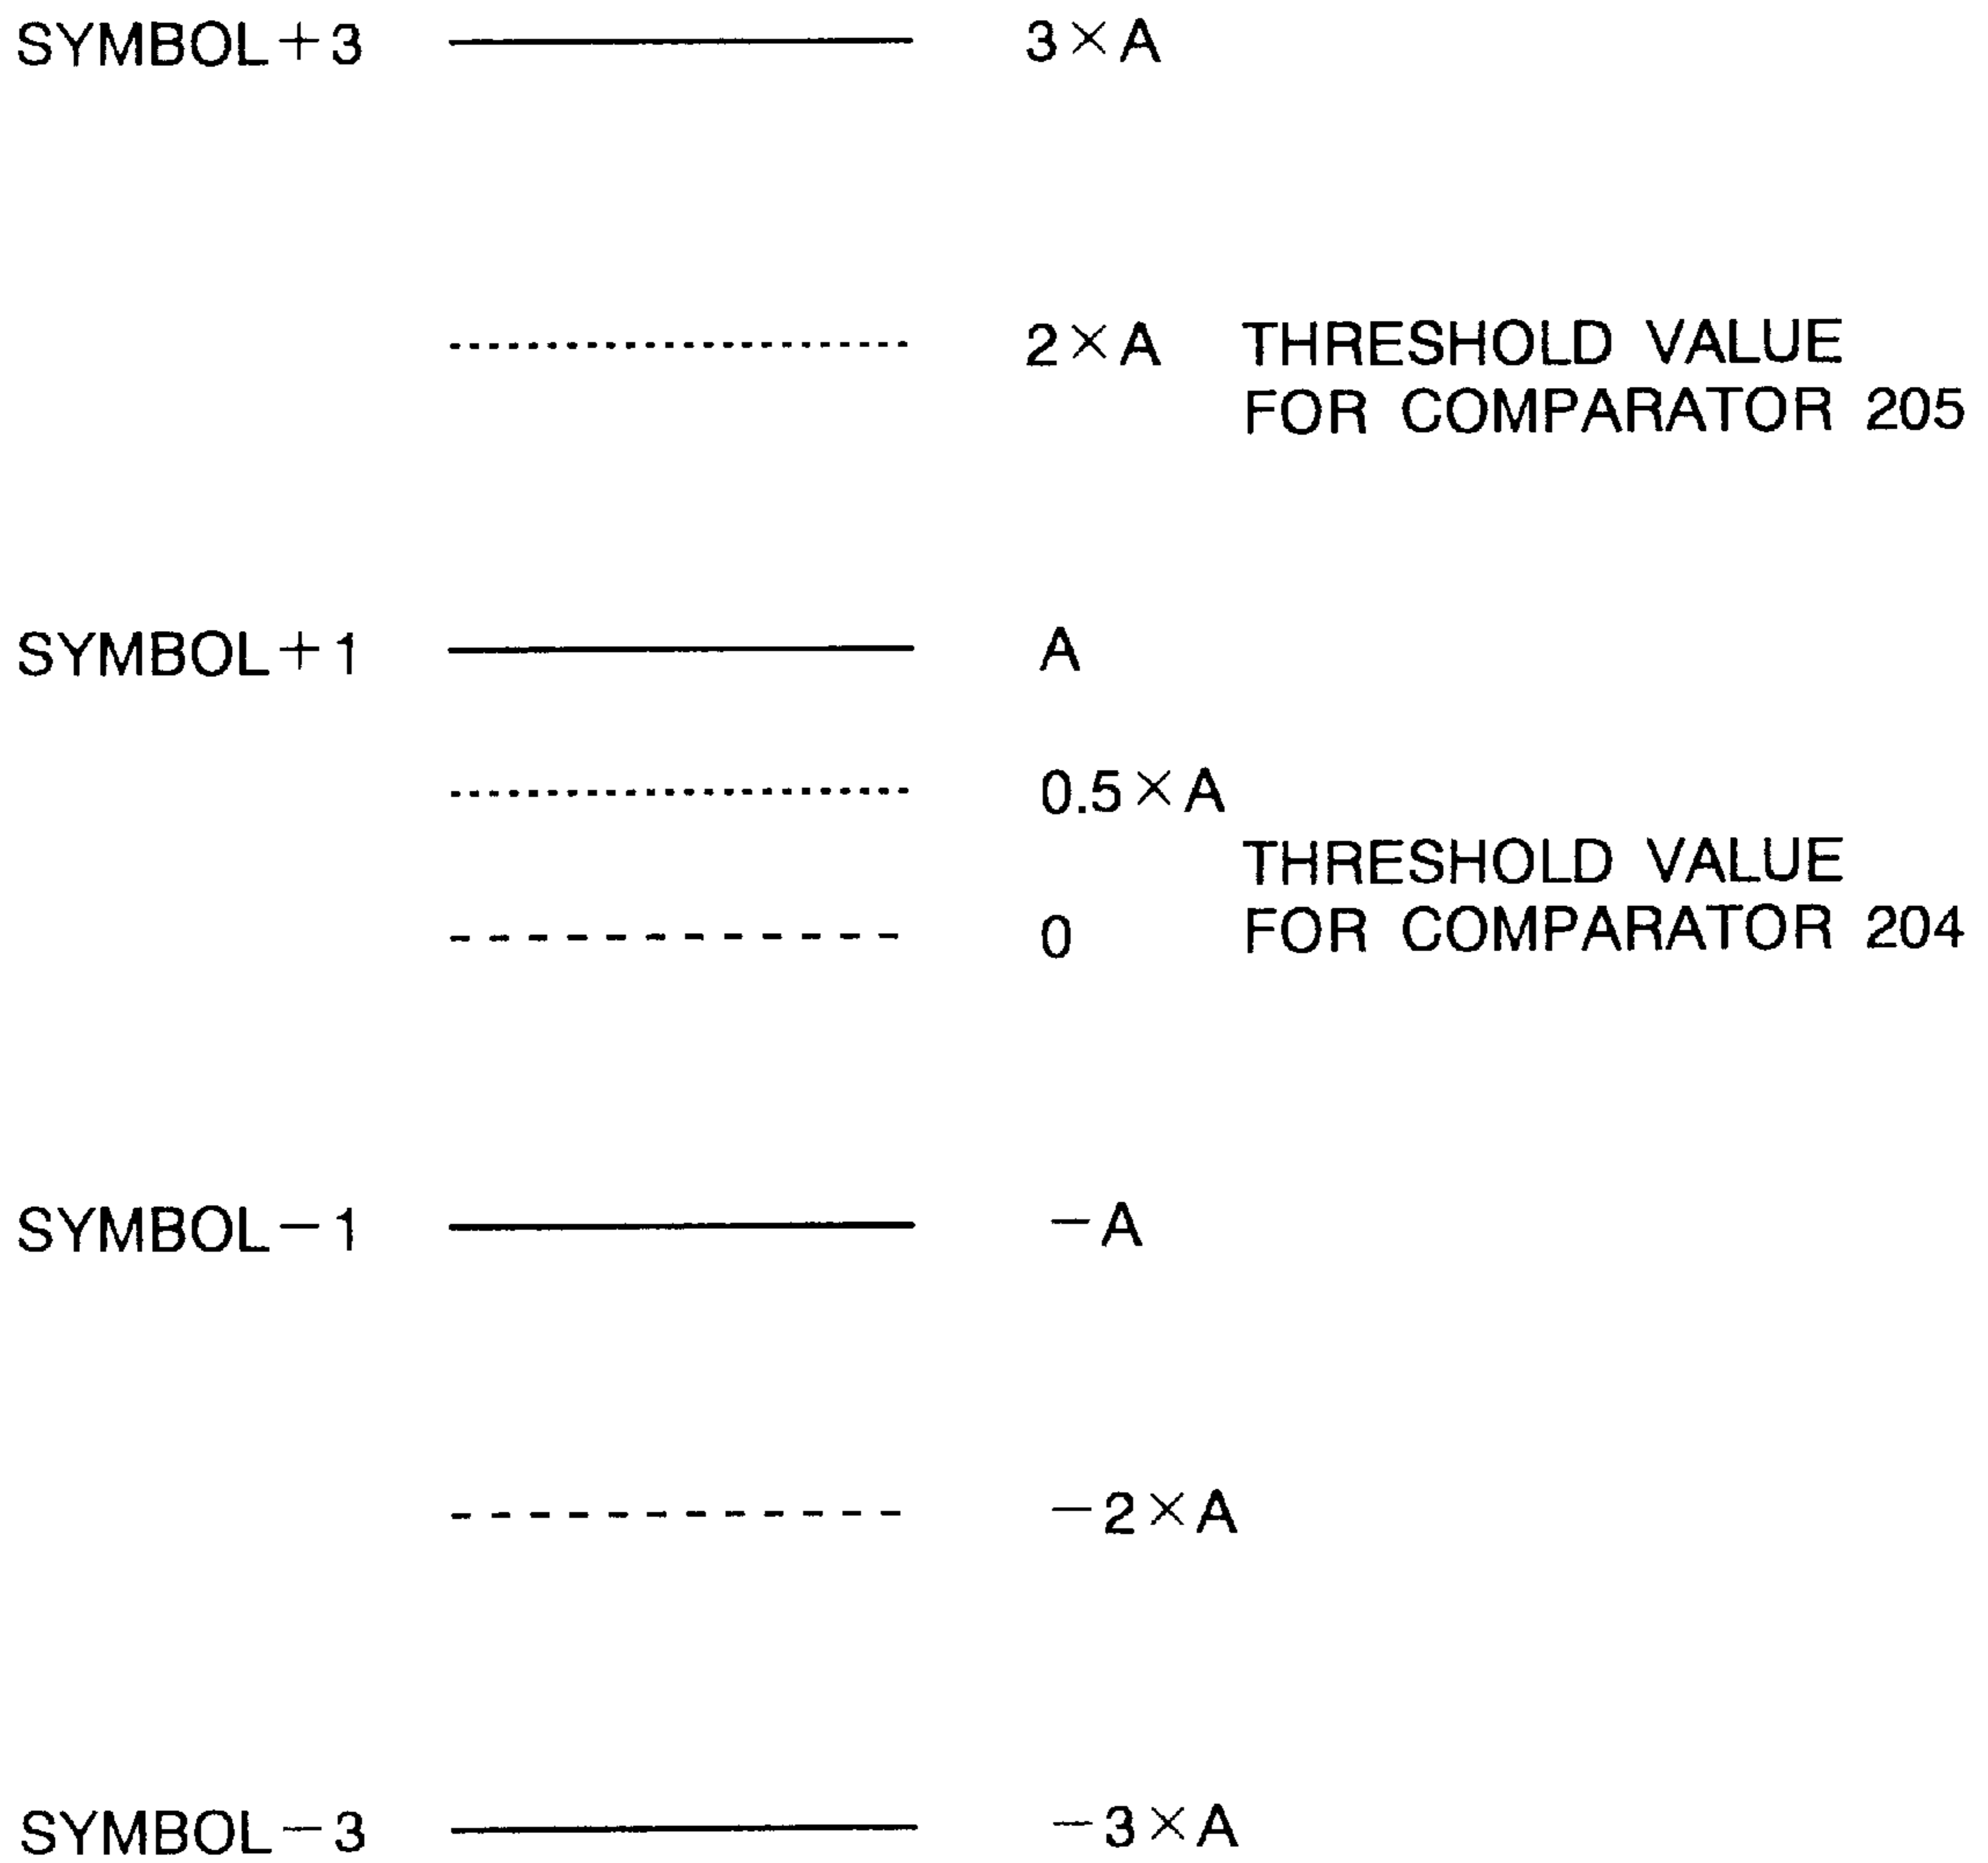 SYMBOL+3 3×A
2×A THRESHOLD VALUE
FOR COMPARATOR 205
SYMBOL+1 A
0.5×A
THRESHOLD VALUE
0 FOR COMPARATOR 204
SYMBOL−1 −A
−2×A
SYMBOL−3 −3×A